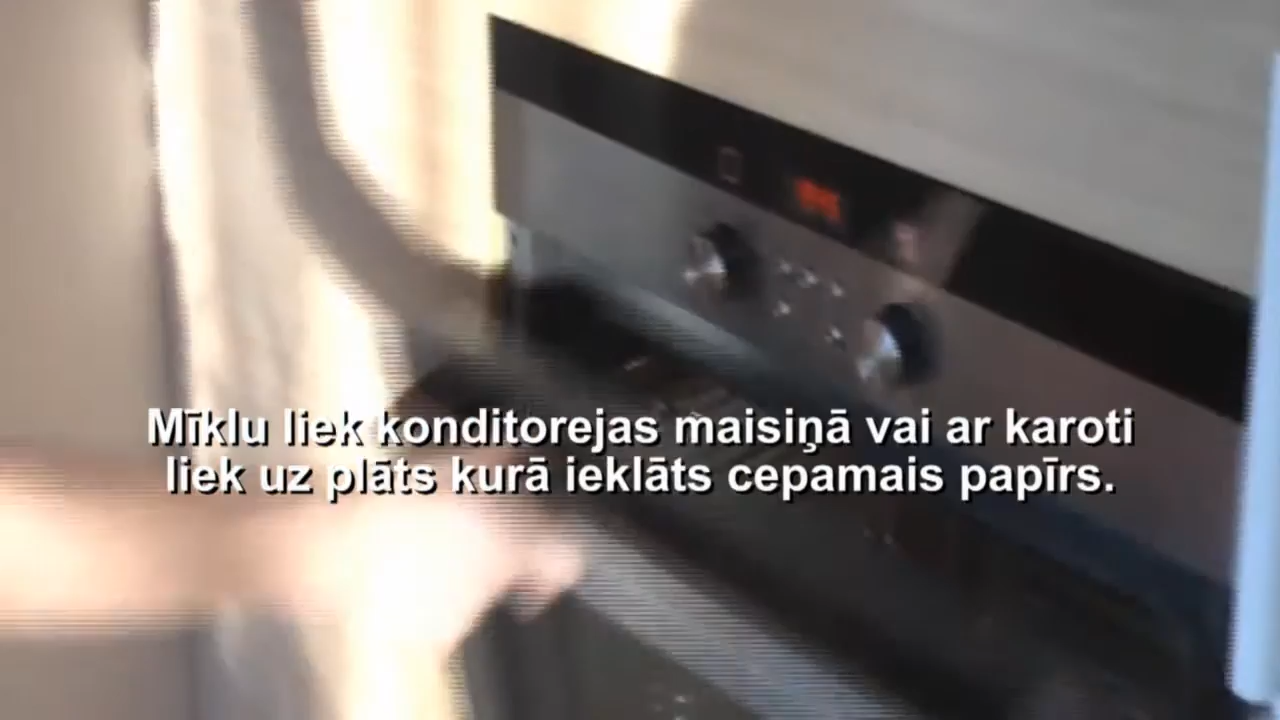 Mīklu liek konditorejas maisiņā vai ar karoti
liek uz plāts kurā ieklāts cepamais papīrs.